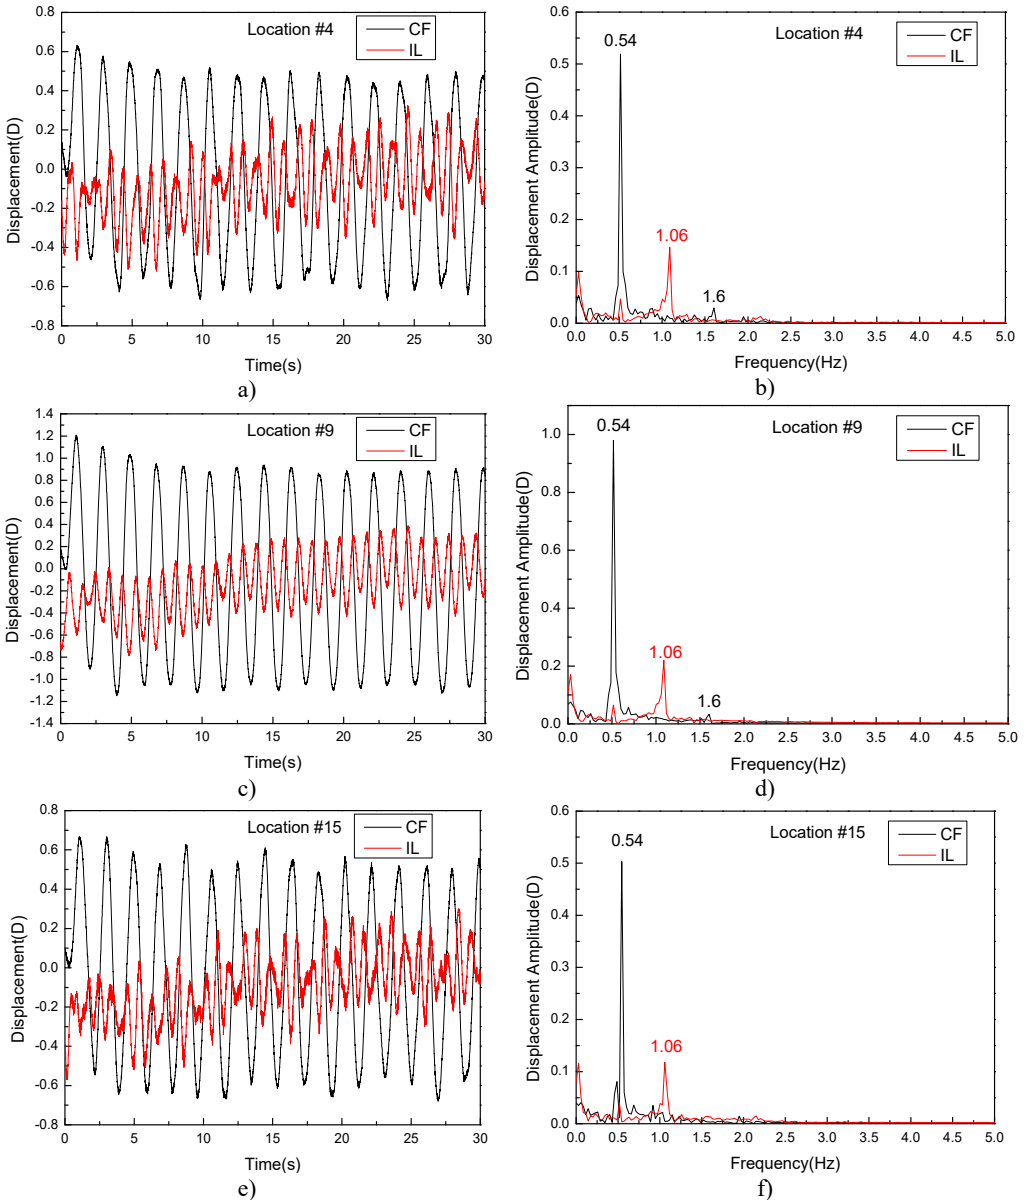 Location #4
CF
IL
0.8
0.6
0.4
0.2
0.0
-0.2
-0.4
-0.6
-0.8
Displacement(D)
0 5 10 15 20 25 30
Time(s)
a)
Location #4
CF
IL
0.54
1.06
1.6
0.6
0.5
0.4
0.3
0.2
0.1
0.0
Displacement Amplitude(D)
0.0 0.5 1.0 1.5 2.0 2.5 3.0 3.5 4.0 4.5 5.0
Frequency(Hz)
b)
Location #9
CF
IL
1.4
1.2
1.0
0.8
0.6
0.4
0.2
0.0
-0.2
-0.4
-0.6
-0.8
-1.0
-1.2
-1.4
Displacement(D)
0 5 10 15 20 25 30
Time(s)
c)
Location #9
CF
IL
0.54
1.06
1.6
1.0
0.8
0.6
0.4
0.2
0.0
Displacement Amplitude(D)
0.0 0.5 1.0 1.5 2.0 2.5 3.0 3.5 4.0 4.5 5.0
Frequency(Hz)
d)
Location #15
CF
IL
0.8
0.6
0.4
0.2
0.0
-0.2
-0.4
-0.6
-0.8
Displacement(D)
0 5 10 15 20 25 30
Time(s)
e)
Location #15
CF
IL
0.54
1.06
0.6
0.5
0.4
0.3
0.2
0.1
0.0
Displacement Amplitude(D)
0.0 0.5 1.0 1.5 2.0 2.5 3.0 3.5 4.0 4.5 5.0
Frequency(Hz)
f)